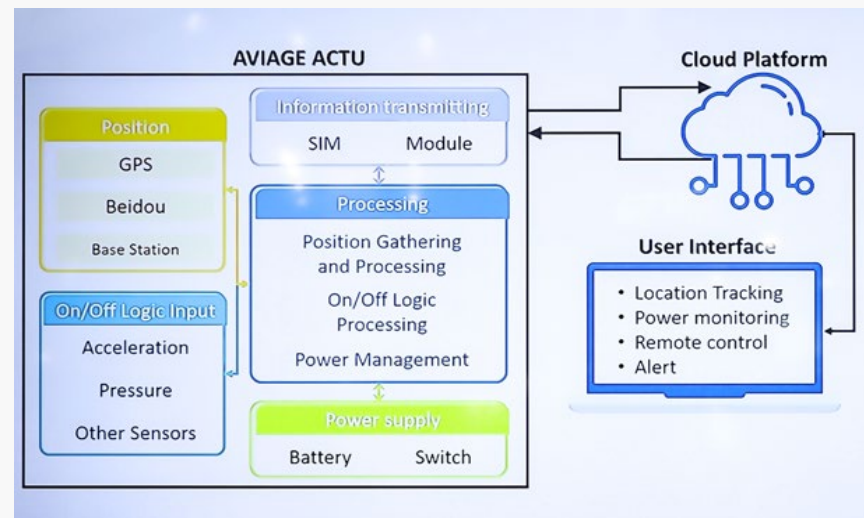 AVIAGE ACTU
Position
GPS
Beidou
Base Station
On/Off Logic Input
Acceleration
Pressure
Other Sensors
Information transmitting
SIM Module
Processing
Position Gathering
and Processing
On/Off Logic
Processing
Power Management
Power supply
Battery Switch
Cloud Platform
User Interface
• Location Tracking
• Power monitoring
• Remote control
• Alert